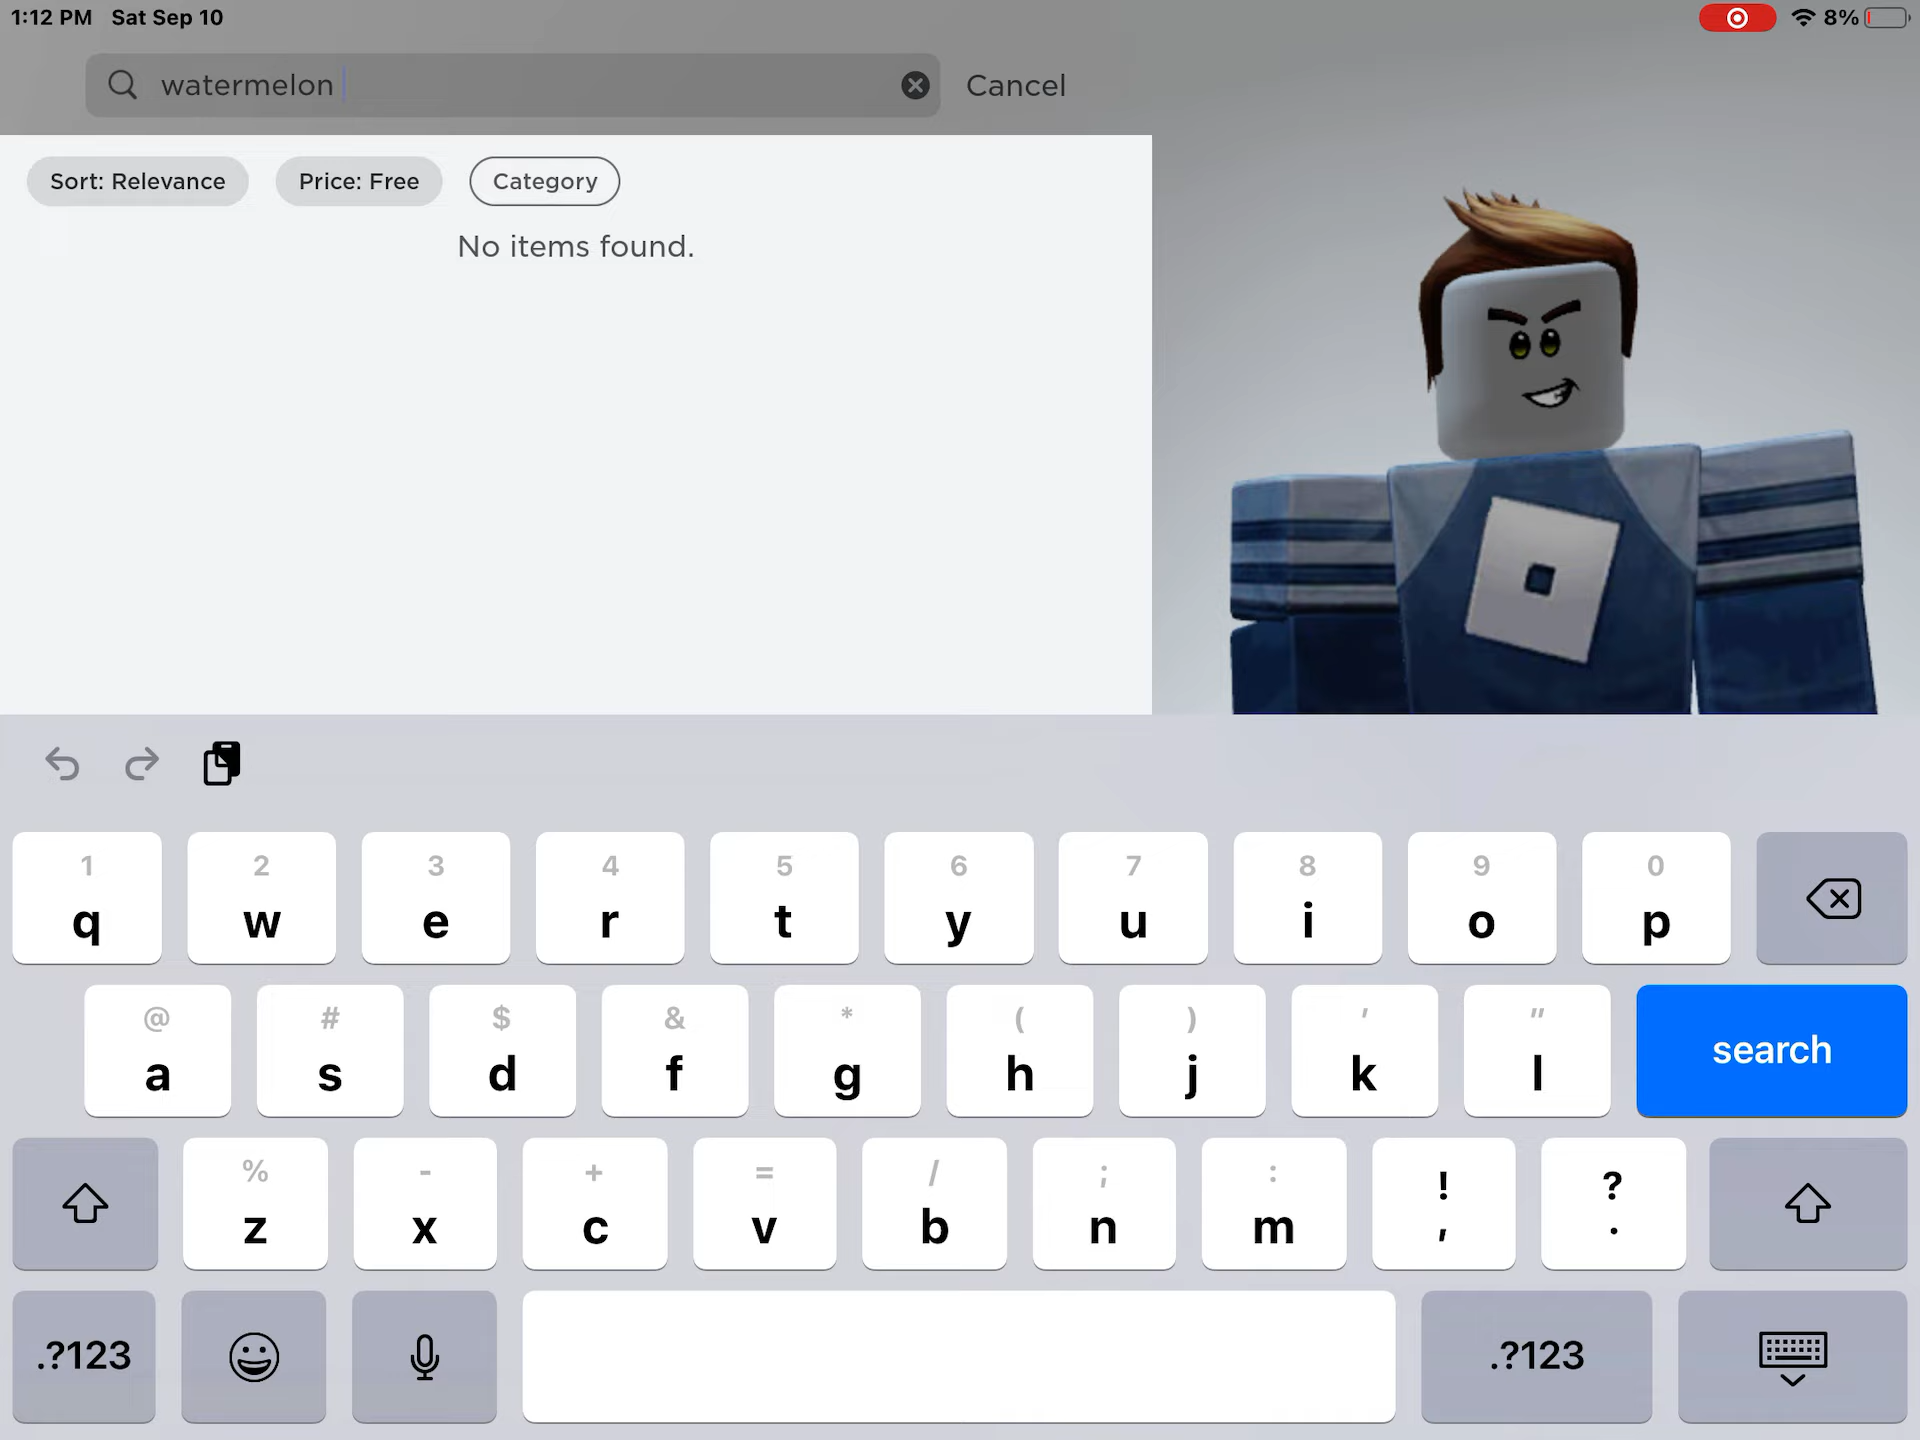 1:12 PM Sat Sep 10 8%
watermelon Cancel
Sort: Relevance Price: Free Category
No items found.
1 2 3 4 5 6 7 8 9 0
q w e r t y u i o p
@ # $ & * ( ) ' "
a s d f g h j k l search
% - + = / ; : ! ?
z x c v b n m , .
.?123 .?123